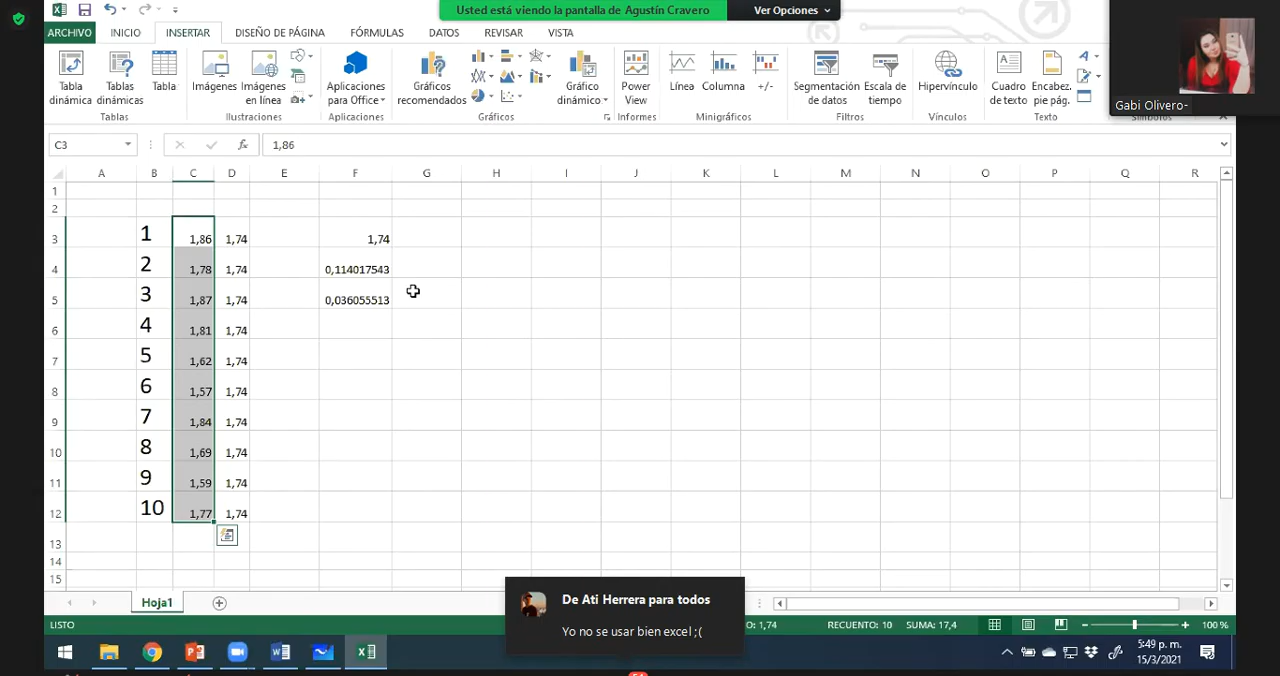 Usted está viendo la pantalla de Agustín Cravero
Ver Opciones
ARCHIVO INICIO INSERTAR DISEÑO DE PÁGINA FÓRMULAS DATOS REVISAR VISTA
Tabla dinámica
Tablas dinámicas
Tabla
Imágenes
Imágenes en línea
Aplicaciones para Office
Gráficos recomendados
Gráfico dinámico
Power View
Línea
Columna
+/-
Segmentación de datos
Escala de tiempo
Hipervínculo
Cuadro de texto
Encabez. pie pág.
Gabi Olivero-
Tablas Ilustraciones Aplicaciones Gráficos Informes Minigráficos Filtros Vínculos Texto Símbolos
C3 fx 1,86
A B C D E F G H I J K L M N O P Q R
1
2
3 1 1,86 1,74 1,74
4 2 1,78 1,74 0,114017543
5 3 1,87 1,74 0,036055513
6 4 1,81 1,74
7 5 1,62 1,74
8 6 1,57 1,74
9 7 1,84 1,74
10 8 1,69 1,74
11 9 1,59 1,74
12 10 1,77 1,74
13
14
15
Hoja1
De Ati Herrera para todos
Yo no se usar bien excel ;(
LISTO
: 1,74 RECUENTO: 10 SUMA: 17,4 100 %
5:49 p. m.
15/3/2021